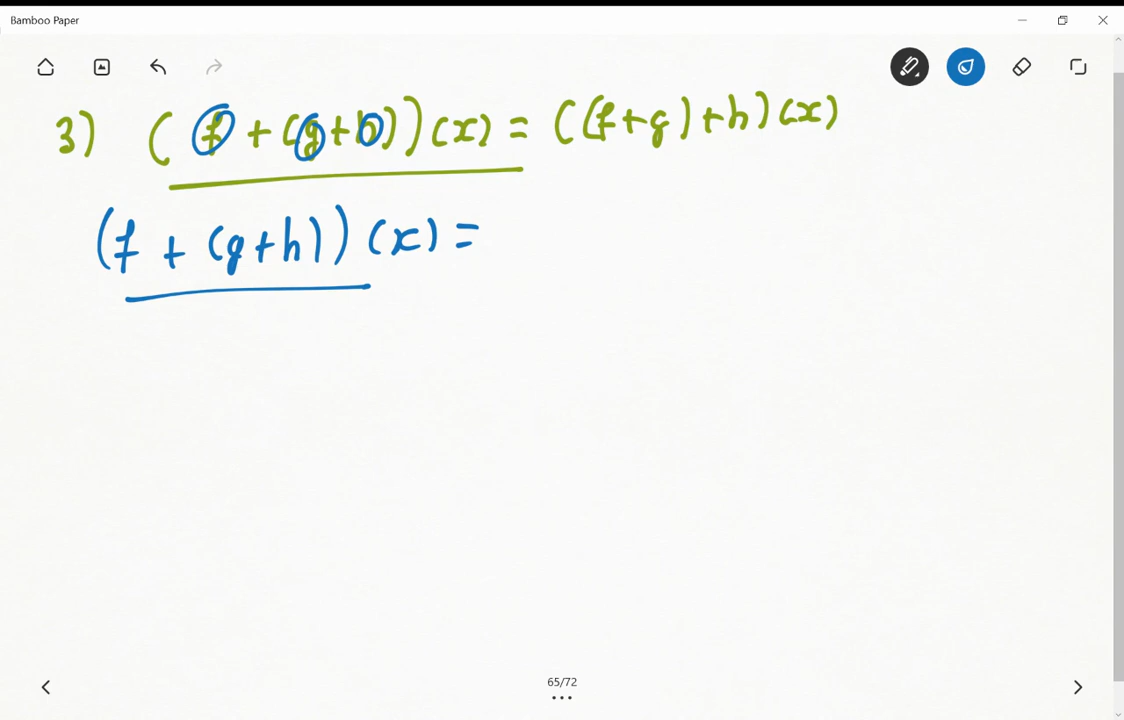 Bamboo Paper
3) (f + (g+h))(x) = ((f+g)+h)(x)
(f + (g+h))(x) =
65/72